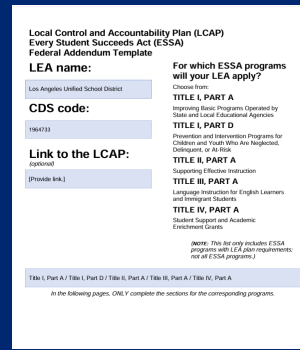 Local Control and Accountability Plan (LCAP)
Every Student Succeeds Act (ESSA)
Federal Addendum Template
LEA name:
Los Angeles Unified School District
CDS code:
1964733
Link to the LCAP:
(optional)
[Provide link.]
For which ESSA programs
will your LEA apply?
Choose from:
TITLE I, PART A
Improving Basic Programs Operated by
State and Local Educational Agencies
TITLE I, PART D
Prevention and Intervention Programs for
Children and Youth Who Are Neglected,
Delinquent, or At-Risk
TITLE II, PART A
Supporting Effective Instruction
TITLE III, PART A
Language Instruction for English Learners
and Immigrant Students
TITLE IV, PART A
Student Support and Academic
Enrichment Grants
(NOTE: This list only includes ESSA
programs with LEA plan requirements;
not all ESSA programs.)
Title I, Part A / Title I, Part D / Title II, Part A / Title III, Part A / Title IV, Part A
In the following pages, ONLY complete the sections for the corresponding programs.